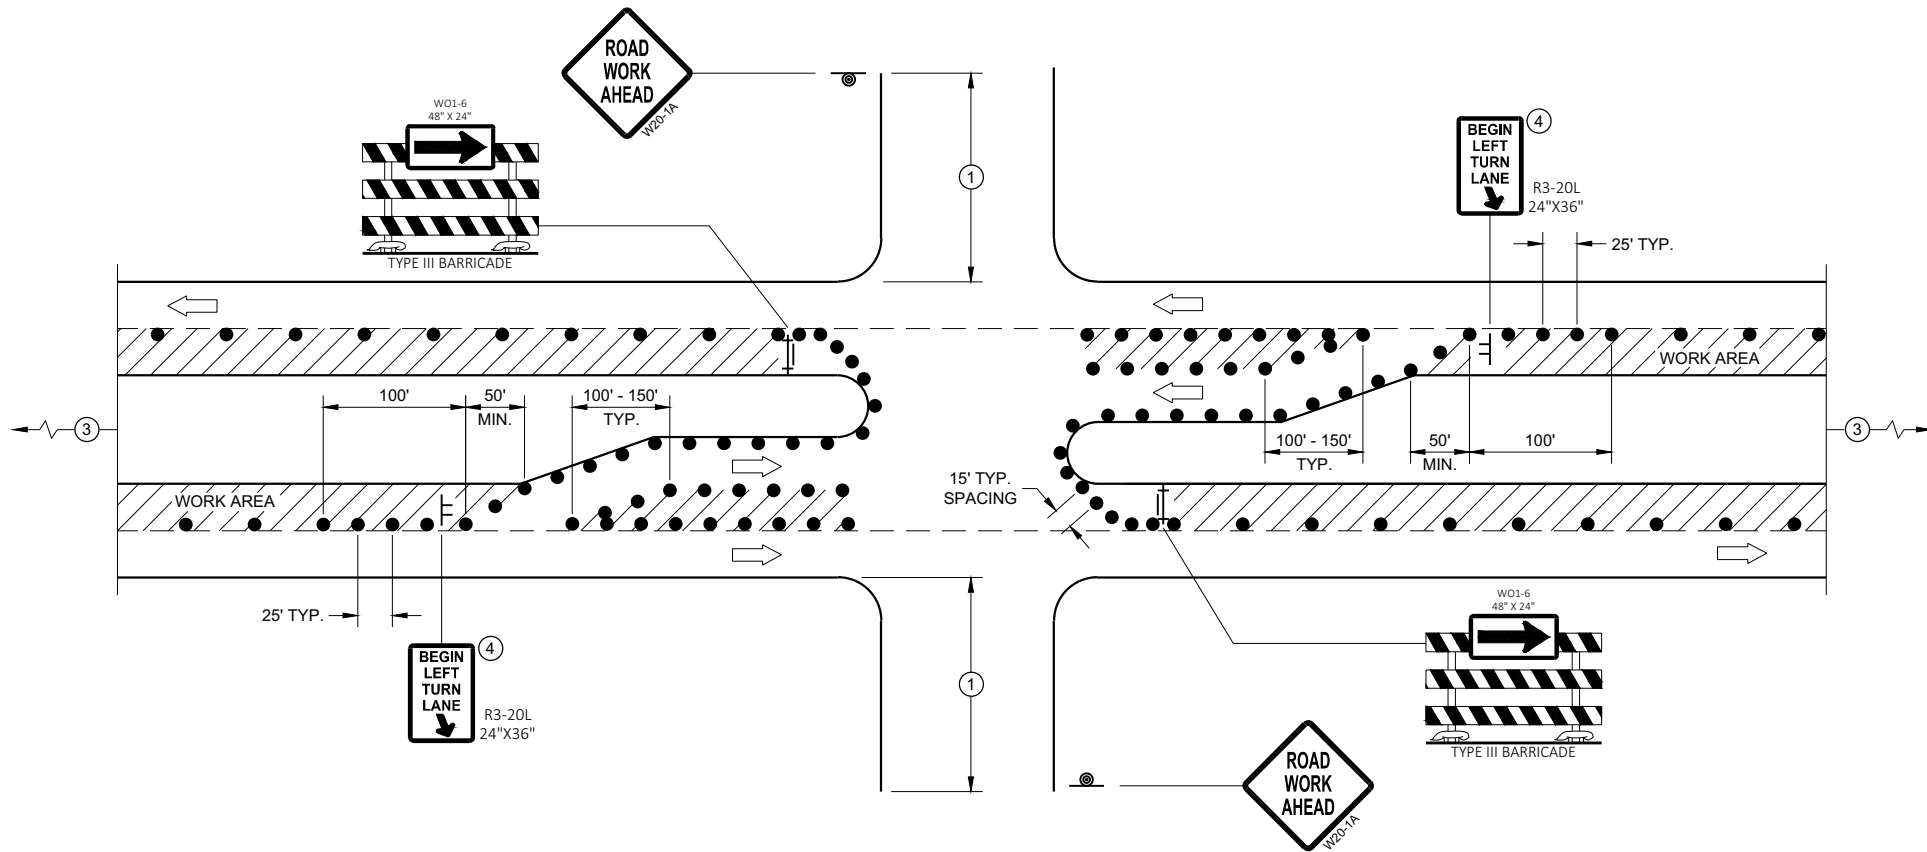 ROAD
WORK
AHEAD
W20-1A
WO1-6
48" X 24"
TYPE III BARRICADE
1
BEGIN
LEFT
TURN
LANE
4
R3-20L
24"X36"
25' TYP.
WORK AREA
100'
50'
MIN.
100' - 150'
TYP.
3
100' - 150'
TYP.
50'
MIN.
100'
3
WORK AREA
15' TYP.
SPACING
25' TYP.
BEGIN
LEFT
TURN
LANE
4
R3-20L
24"X36"
1
WO1-6
48" X 24"
TYPE III BARRICADE
ROAD
WORK
AHEAD
W20-1A